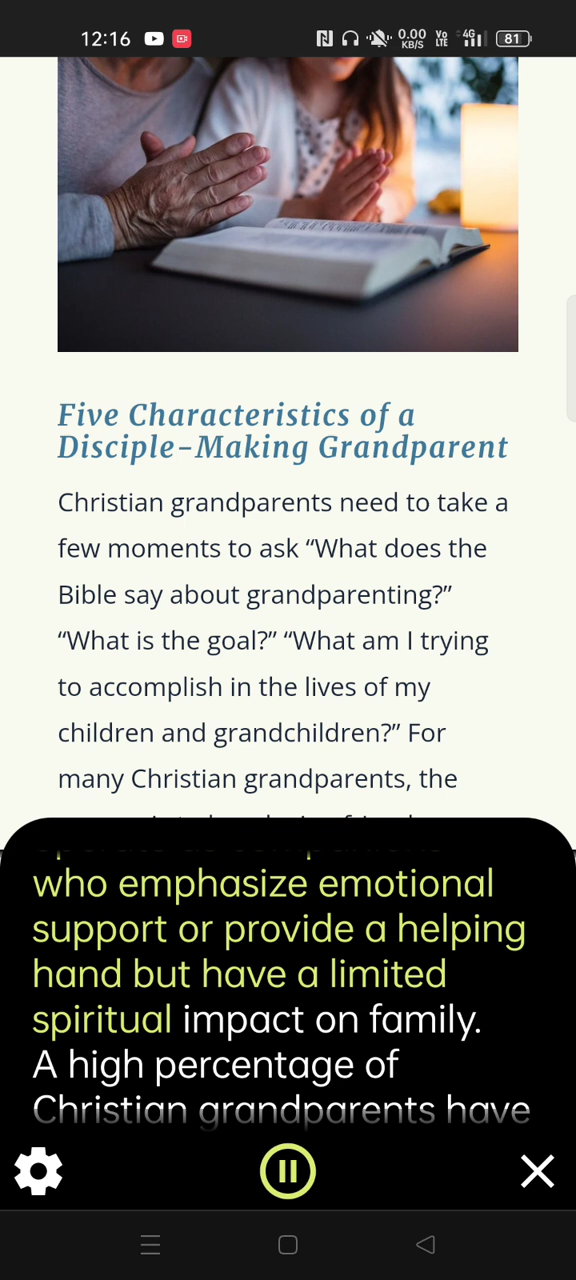 12:16
0.00
KB/S
Vo
LTE
4G
81
Five Characteristics of a
Disciple-Making Grandparent
Christian grandparents need to take a
few moments to ask “What does the
Bible say about grandparenting?”
“What is the goal?” “What am I trying
to accomplish in the lives of my
children and grandchildren?” For
many Christian grandparents, the
who emphasize emotional
support or provide a helping
hand but have a limited
spiritual impact on family.
A high percentage of
Christian grandparents have